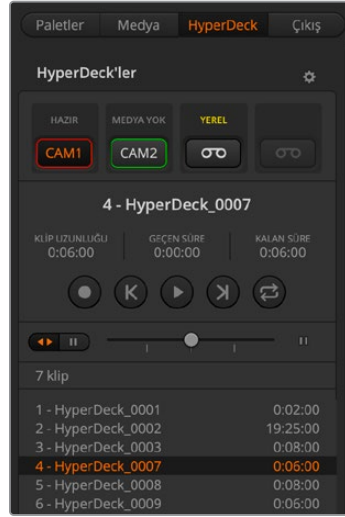 Paletler Medya HyperDeck Çıkış
HyperDeck'ler
HAZIR MEDYA YOK YEREL
CAM1 CAM2
4 - HyperDeck_0007
KLİP UZUNLUĞU GEÇEN SÜRE KALAN SÜRE
0:06:00 0:00:00 0:06:00
7 klip
1 - HyperDeck_0001 0:02:00
2 - HyperDeck_0002 19:25:00
3 - HyperDeck_0003 0:08:00
4 - HyperDeck_0007 0:06:00
5 - HyperDeck_0008 0:08:00
6 - HyperDeck_0009 0:06:00